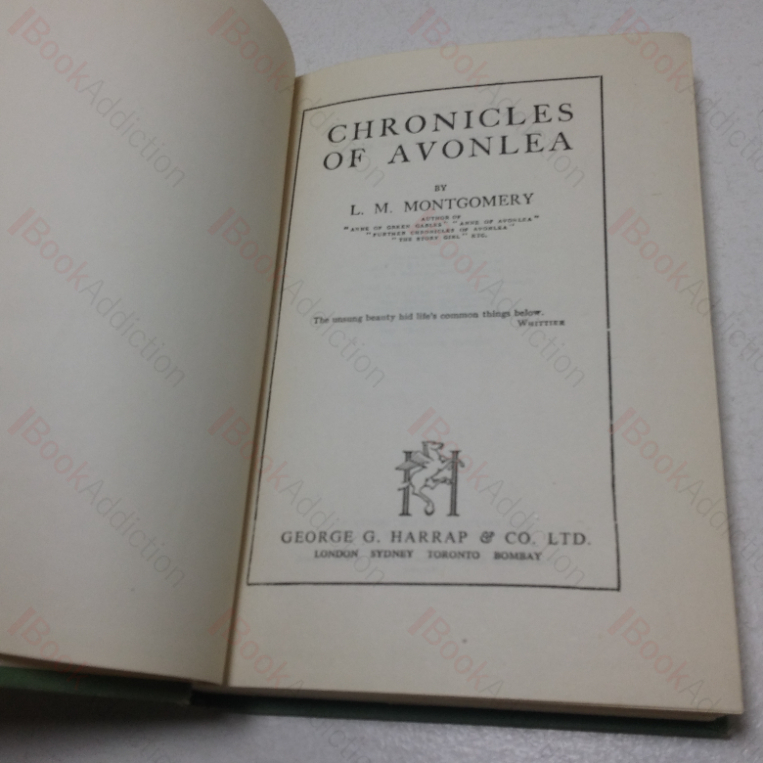 CHRONICLES
OF AVONLEA
BY
L. M. MONTGOMERY
AUTHOR OF
"ANNE OF GREEN GABLES" "ANNE OF AVONLEA"
"FURTHER CHRONICLES OF AVONLEA"
"THE STORY GIRL" ETC.
The unsung beauty hid life's common things below.
WHITTIER
H
GEORGE G. HARRAP & CO. LTD.
LONDON SYDNEY TORONTO BOMBAY
BookAddiction